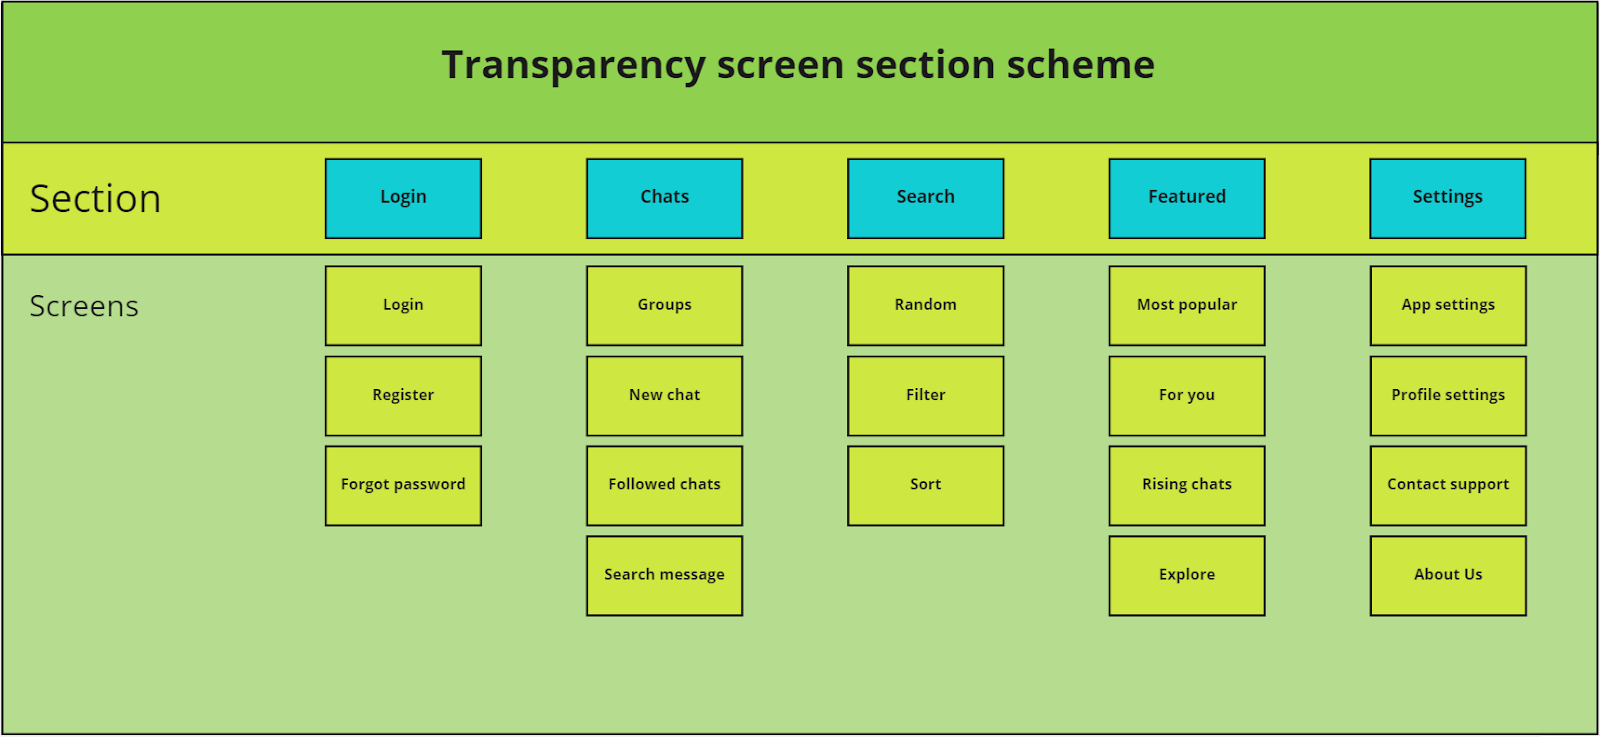 Transparency screen section scheme
Section
Login
Chats
Search
Featured
Settings
Screens
Login
Groups
Random
Most popular
App settings
Register
New chat
Filter
For you
Profile settings
Forgot password
Followed chats
Sort
Rising chats
Contact support
Search message
Explore
About Us